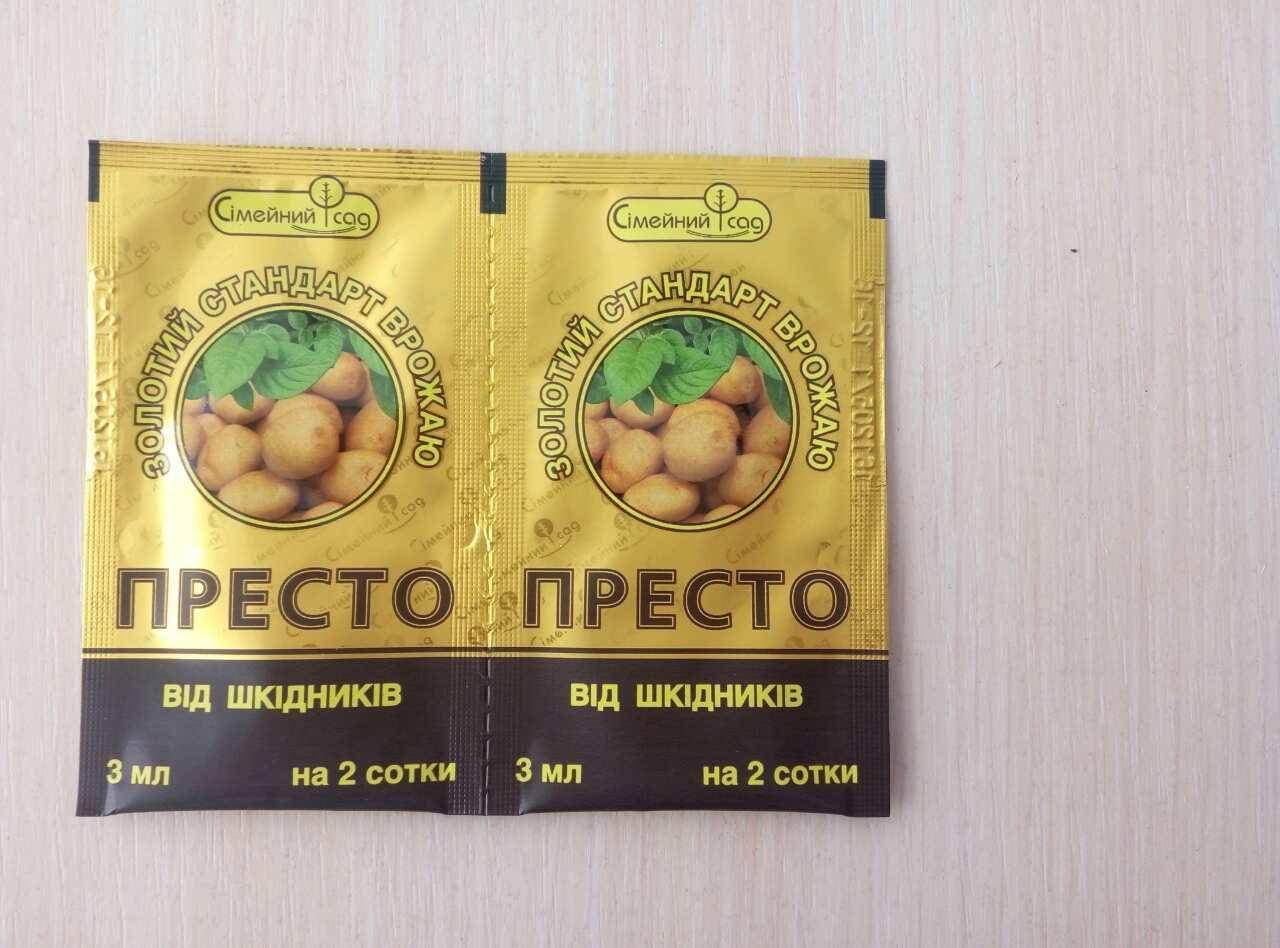 Сімейний сад
ЗОЛОТИЙ СТАНДАРТ ВРОЖАЮ
ПРЕСТО
ВІД ШКІДНИКІВ
3 мл на 2 сотки
Сімейний сад
ЗОЛОТИЙ СТАНДАРТ ВРОЖАЮ
ПРЕСТО
ВІД ШКІДНИКІВ
3 мл на 2 сотки